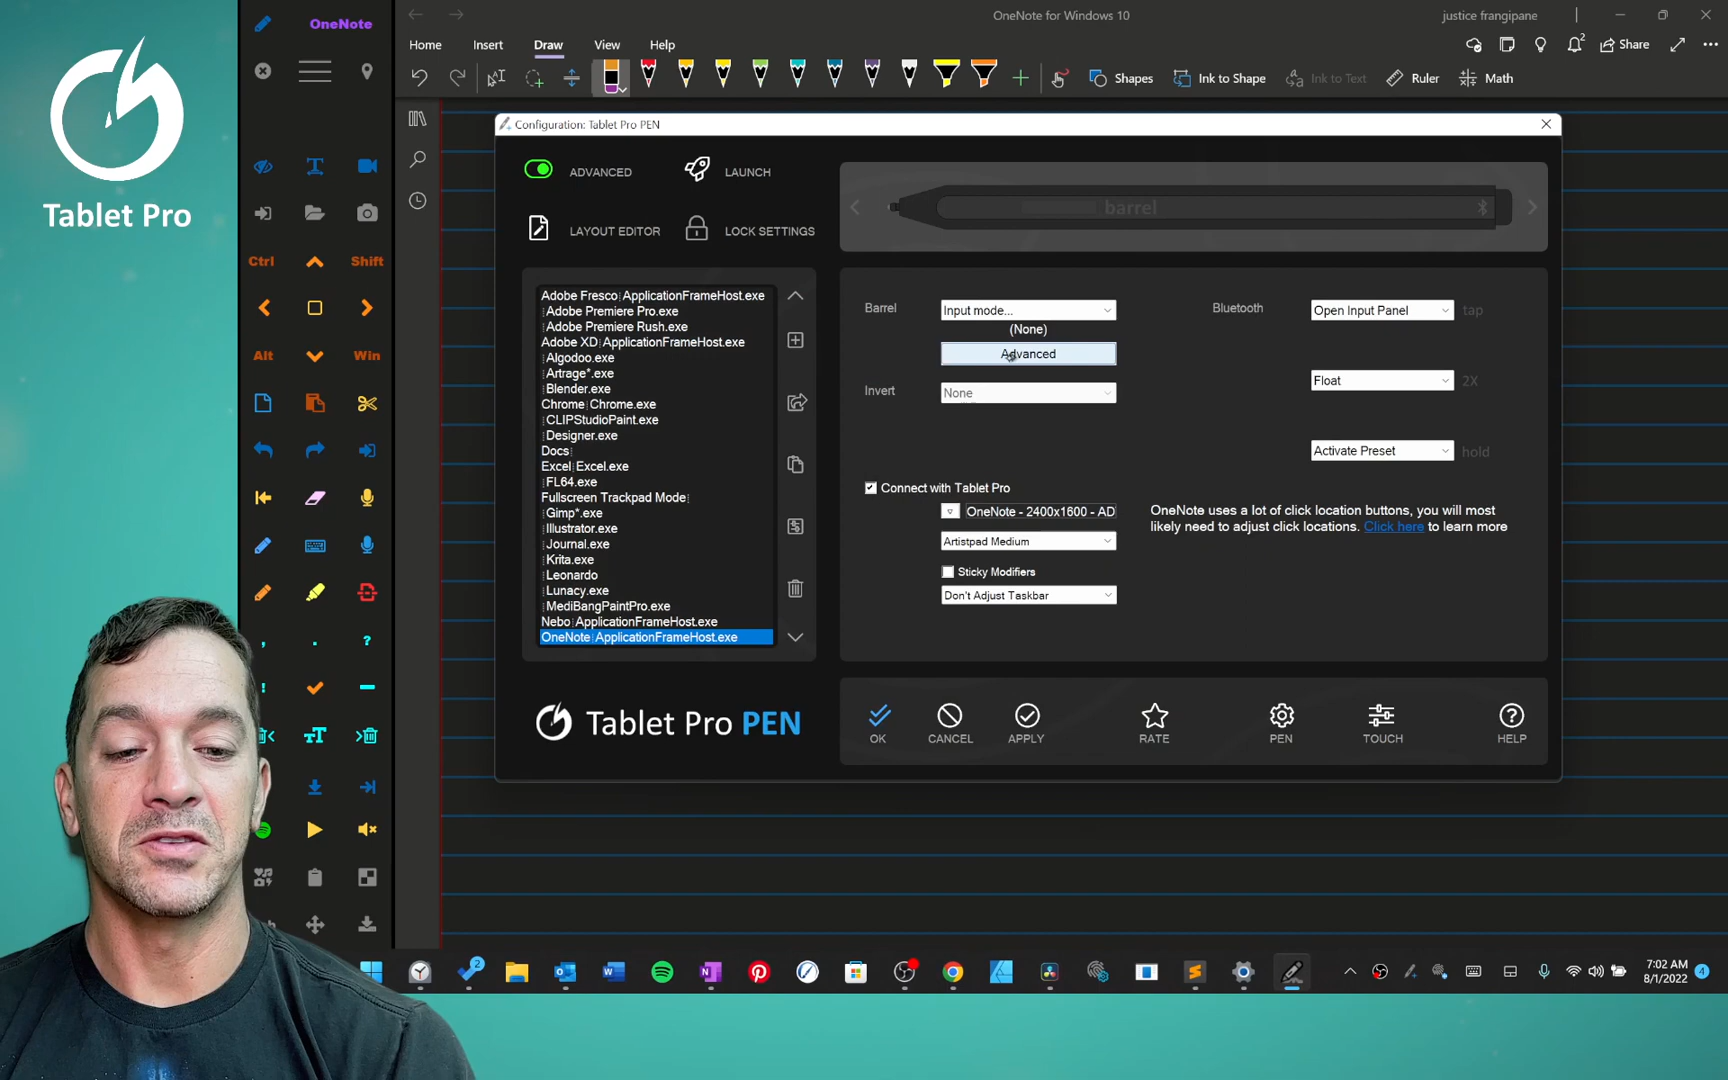 Tablet Pro
OneNote
Ctrl
Shift
Alt
Win
OneNote for Windows 10
justice frangipane
Home
Insert
Draw
View
Help
Share
Shapes
Ink to Shape
Ink to Text
Ruler
Math
Configuration: Tablet Pro PEN
ADVANCED
LAUNCH
LAYOUT EDITOR
LOCK SETTINGS
barrel
Adobe Fresco ApplicationFrameHost.exe
Adobe Premiere Pro.exe
Adobe Premiere Rush.exe
Adobe XD ApplicationFrameHost.exe
Algodoo.exe
Artrage*.exe
Blender.exe
Chrome Chrome.exe
CLIPStudioPaint.exe
Designer.exe
Docs
Excel Excel.exe
FL64.exe
Fullscreen Trackpad Mode
Gimp*.exe
Illustrator.exe
Journal.exe
Krita.exe
Leonardo
Lunacy.exe
MediBangPaintPro.exe
Nebo ApplicationFrameHost.exe
OneNote ApplicationFrameHost.exe
Barrel
Input mode...
(None)
Advanced
Invert
None
Bluetooth
Open Input Panel
tap
Float
2X
Activate Preset
hold
Connect with Tablet Pro
OneNote - 2400x1600 - AD
Artistpad Medium
Sticky Modifiers
Don't Adjust Taskbar
OneNote uses a lot of click location buttons, you will most
likely need to adjust click locations. Click here to learn more
Tablet Pro PEN
OK
CANCEL
APPLY
RATE
PEN
TOUCH
HELP
7:02 AM
8/1/2022